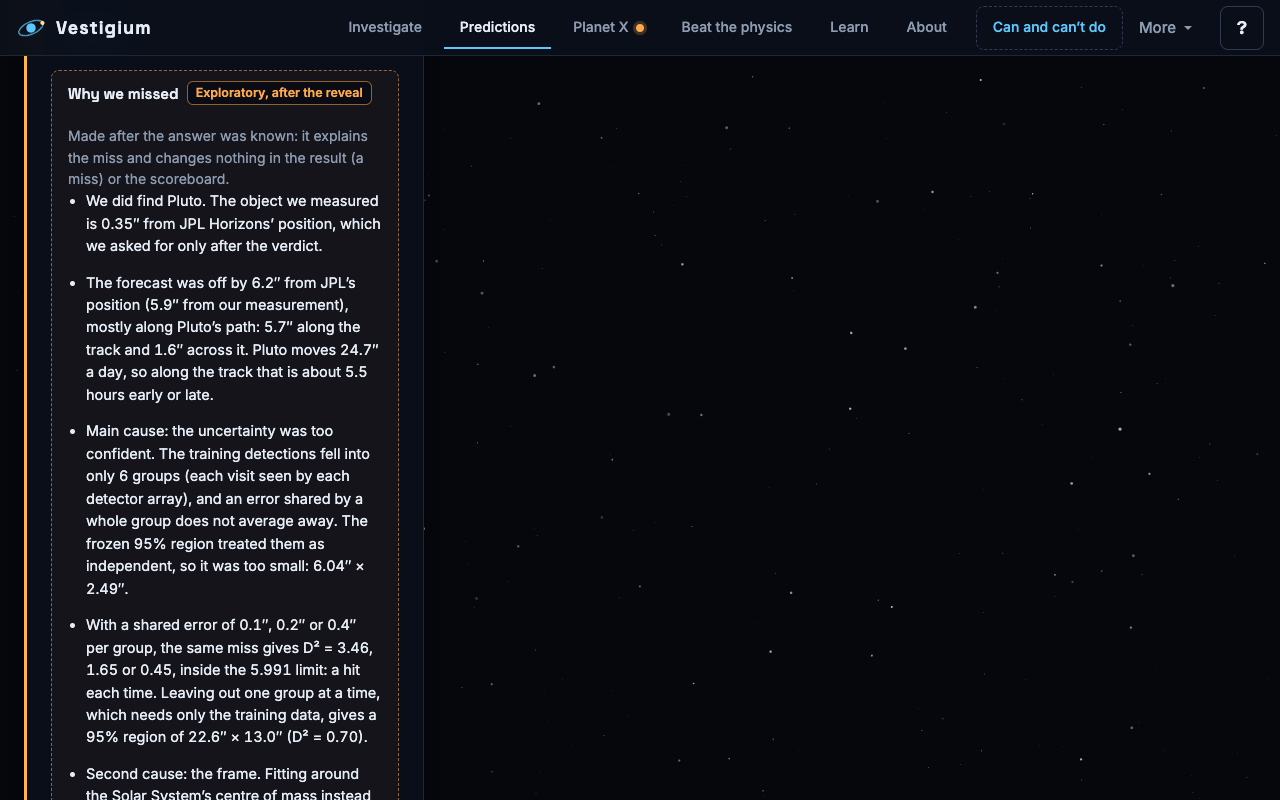 Vestigium
Investigate
Predictions
Planet X
Beat the physics
Learn
About
Can and can't do
More
?
Why we missed
Exploratory, after the reveal
Made after the answer was known: it explains
the miss and changes nothing in the result (a
miss) or the scoreboard.
• We did find Pluto. The object we measured
is 0.35″ from JPL Horizons’ position, which
we asked for only after the verdict.
• The forecast was off by 6.2″ from JPL’s
position (5.9″ from our measurement),
mostly along Pluto’s path: 5.7″ along the
track and 1.6″ across it. Pluto moves 24.7″
a day, so along the track that is about 5.5
hours early or late.
• Main cause: the uncertainty was too
confident. The training detections fell into
only 6 groups (each visit seen by each
detector array), and an error shared by a
whole group does not average away. The
frozen 95% region treated them as
independent, so it was too small: 6.04″ ×
2.49″.
• With a shared error of 0.1″, 0.2″ or 0.4″
per group, the same miss gives D² = 3.46,
1.65 or 0.45, inside the 5.991 limit: a hit
each time. Leaving out one group at a time,
which needs only the training data, gives a
95% region of 22.6″ × 13.0″ (D² = 0.70).
• Second cause: the frame. Fitting around
the Solar System’s centre of mass instead